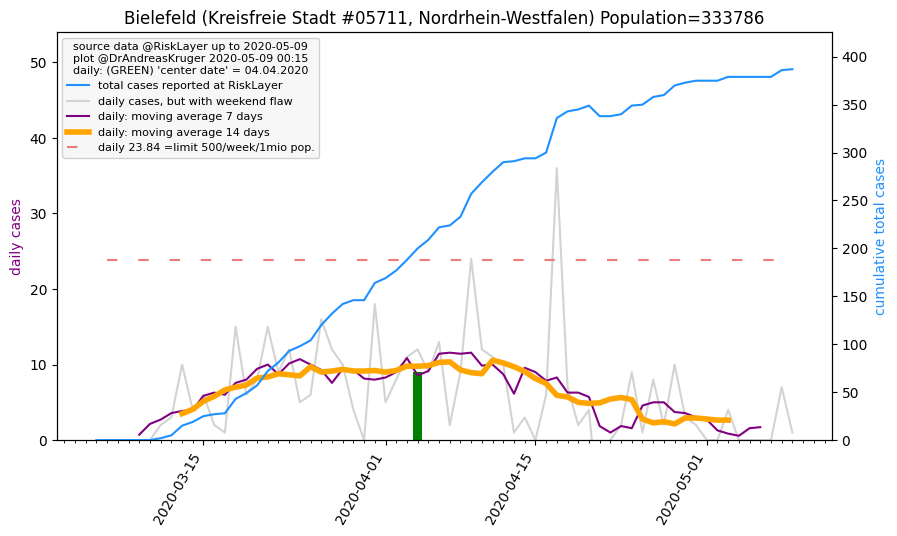 Bielefeld (Kreisfreie Stadt #05711, Nordrhein-Westfalen) Population=333786
source data @RiskLayer up to 2020-05-09
plot @DrAndreasKruger 2020-05-09 00:15
daily: (GREEN) 'center date' = 04.04.2020
total cases reported at RiskLayer
daily cases, but with weekend flaw
daily: moving average 7 days
daily: moving average 14 days
daily 23.84 =limit 500/week/1mio pop.
daily cases
50
40
30
20
10
0
cumulative total cases
400
350
300
250
200
150
100
50
0
2020-03-15
2020-04-01
2020-04-15
2020-05-01